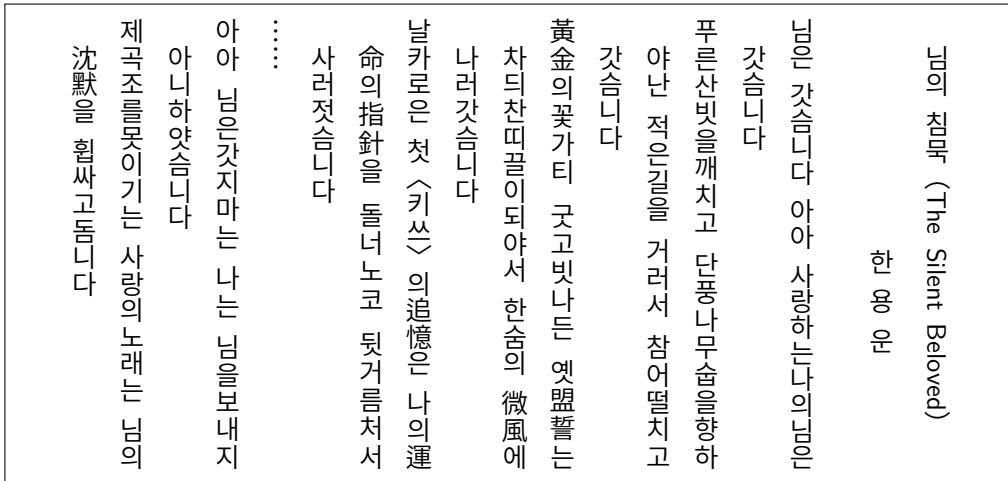 님의 침묵 (The Silent Beloved)
한 용 운
님은 갓슴니다 아아 사랑하는나의님은
갓슴니다
푸른산빗을깨치고 단풍나무숩을향하
야난 적은길을 거러서 참어떨치고
갓슴니다
黃金의꽃가티 굿고빗나든 옛盟誓는
차듸찬띠끌이되야서 한숨의 微風에
나러갓슴니다
날카로은 첫〈키쓰〉의追憶은 나의運
命의指針을 돌너노코 뒷거름처서
사러젓슴니다
……
아아 님은갓지마는 나는 님을보내지
아니하얏슴니다
제곡조를못이기는 사랑의노래는 님의
沈默을 휩싸고돔니다